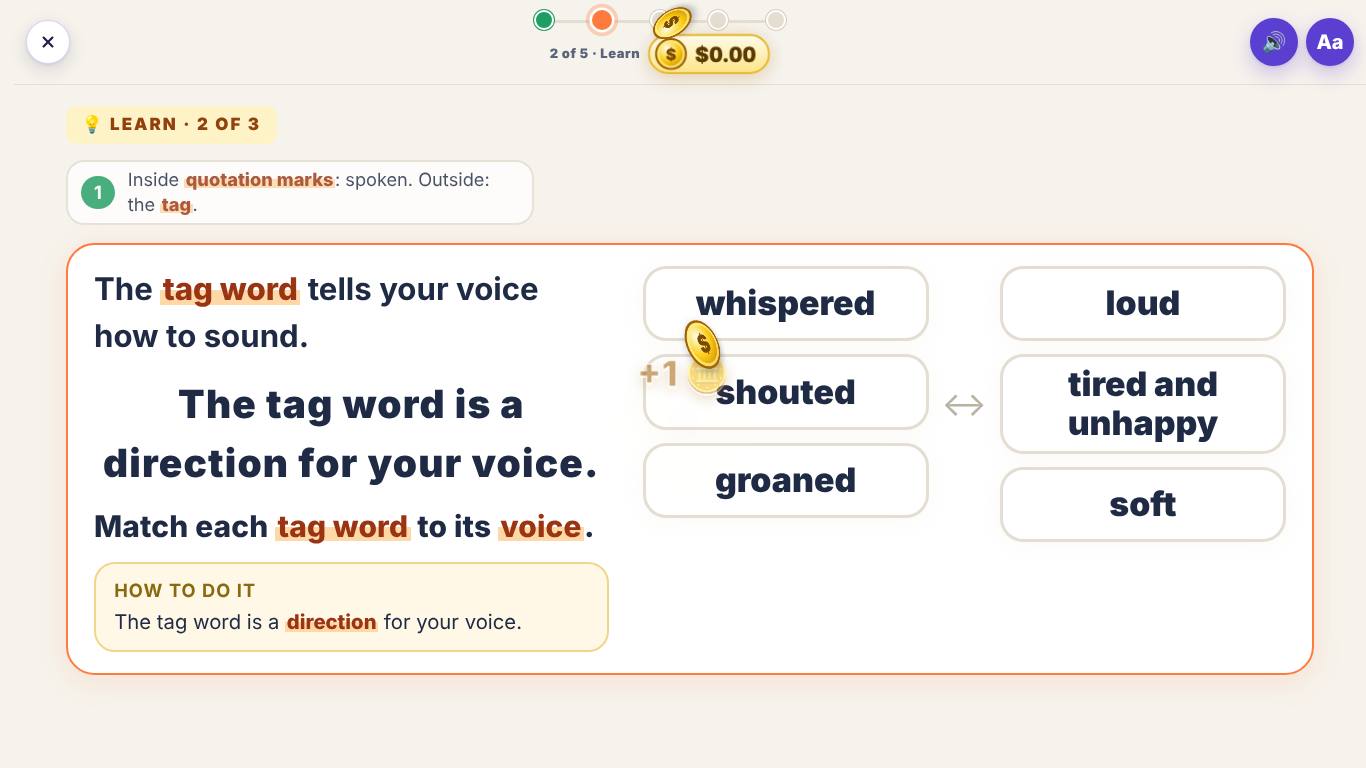 2 of 5 · Learn
$0.00
Aa
💡 LEARN · 2 OF 3
1
Inside quotation marks: spoken. Outside:
the tag.
The tag word tells your voice
how to sound.
The tag word is a
direction for your voice.
Match each tag word to its voice.
HOW TO DO IT
The tag word is a direction for your voice.
whispered
+1
shouted
groaned
↔
loud
tired and
unhappy
soft